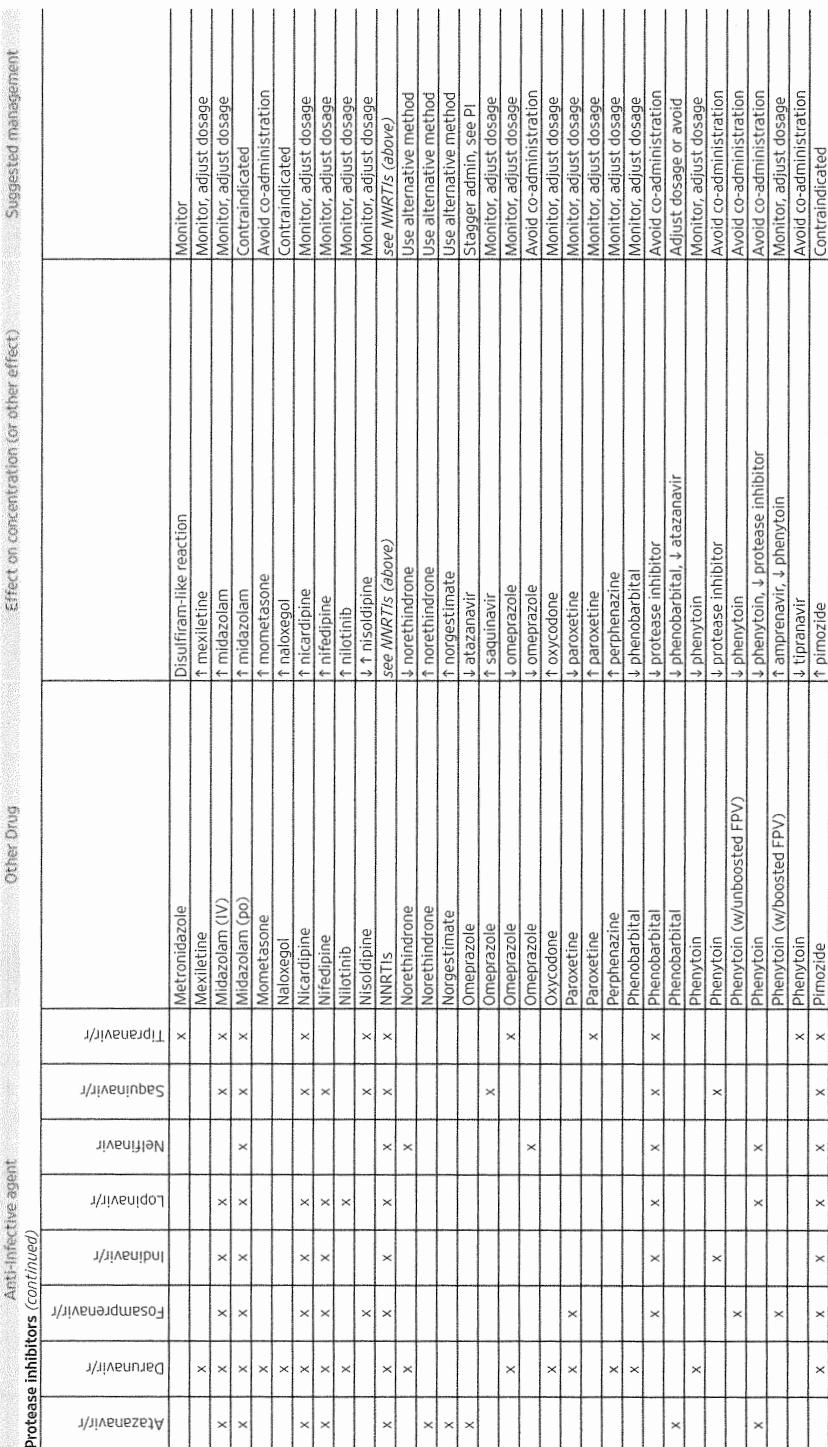 Anti-Infective agent Other Drug Effect on concentration (or other effect) Suggested management
Protease inhibitors (continued)
Atazanavir/r Darunavir/r Fosamprenavir/r Indinavir/r Lopinavir/r Nelfinavir Saquinavir/r Tipranavir/r
x Metronidazole Disulfiram-like reaction Monitor
x Mexiletine ↑ mexiletine Monitor, adjust dosage
x x x x x x x Midazolam (IV) ↑ midazolam Monitor, adjust dosage
x x x x x x x x Midazolam (po) ↑ midazolam Contraindicated
x Mometasone ↑ mometasone Avoid co-administration
x Naloxegol ↑ naloxegol Contraindicated
x x x x x x x Nicardipine ↑ nicardipine Monitor, adjust dosage
x x x x x x Nifedipine ↑ nifedipine Monitor, adjust dosage
x x Nilotinib ↑ nilotinib Monitor, adjust dosage
x x x Nisoldipine ↓ ↑ nisoldipine Monitor, adjust dosage
x x x x x x x x NNRTIs see NNRTIs (above) see NNRTIs (above)
x x Norethindrone ↓ norethindrone Use alternative method
x Norethindrone ↑ norethindrone Use alternative method
x Norgestimate ↑ norgestimate Use alternative method
x Omeprazole ↓ atazanavir Stagger admin, see PI
x Omeprazole ↑ saquinavir Monitor, adjust dosage
x x Omeprazole ↓ omeprazole Monitor, adjust dosage
x Omeprazole ↓ omeprazole Avoid co-administration
x Oxycodone ↑ oxycodone Monitor, adjust dosage
x x Paroxetine ↓ paroxetine Monitor, adjust dosage
x Paroxetine ↑ paroxetine Monitor, adjust dosage
x Perphenazine ↑ perphenazine Monitor, adjust dosage
x Phenobarbital ↓ phenobarbital Monitor, adjust dosage
x x x x x x Phenobarbital ↓ protease inhibitor Avoid co-administration
x Phenobarbital ↓ phenobarbital, ↓ atazanavir Adjust dosage or avoid
x Phenytoin ↓ phenytoin Monitor, adjust dosage
x x Phenytoin ↓ protease inhibitor Avoid co-administration
x Phenytoin (w/unboosted FPV) ↓ phenytoin Avoid co-administration
x x x Phenytoin ↓ phenytoin, ↓ protease inhibitor Avoid co-administration
x Phenytoin (w/boosted FPV) ↑ amprenavir, ↓ phenytoin Monitor, adjust dosage
x Phenytoin ↓ tipranavir Avoid co-administration
x x x x x x x Pimozide ↑ pimozide Contraindicated